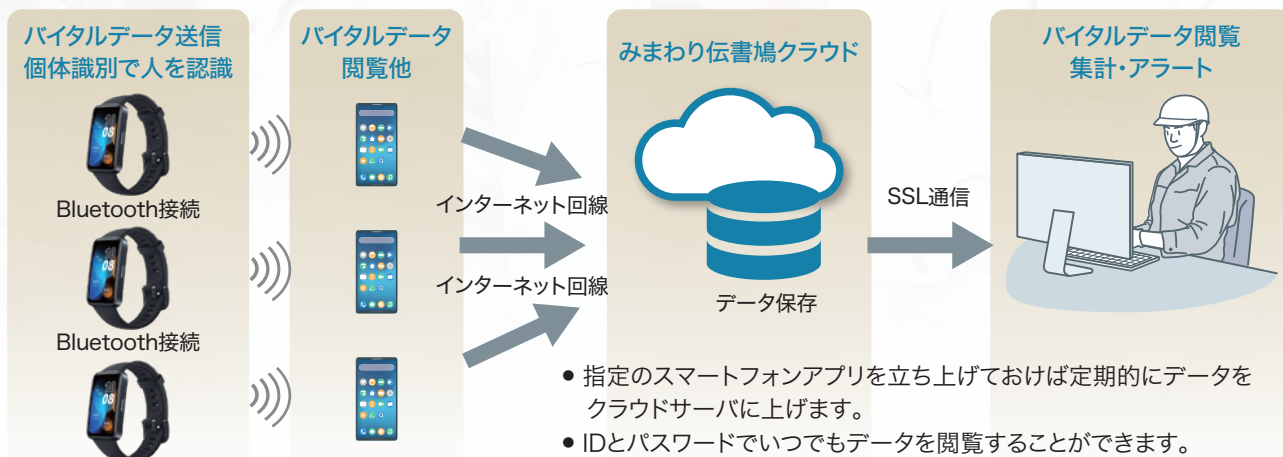 バイタルデータ送信
個体識別で人を認識
Bluetooth接続
Bluetooth接続
バイタルデータ
閲覧他
インターネット回線
インターネット回線
みまわり伝書鳩クラウド
データ保存
SSL通信
バイタルデータ閲覧
集計・アラート
● 指定のスマートフォンアプリを立ち上げておけば定期的にデータを
クラウドサーバに上げます。
● IDとパスワードでいつでもデータを閲覧することができます。